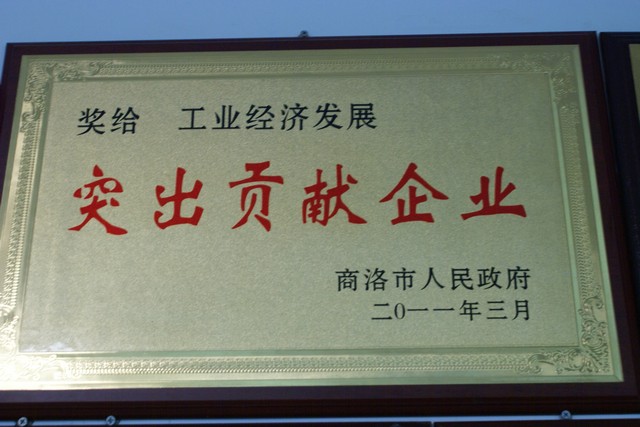 奖给 工业经济发展
突出贡献企业
商洛市人民政府
二0一一年三月